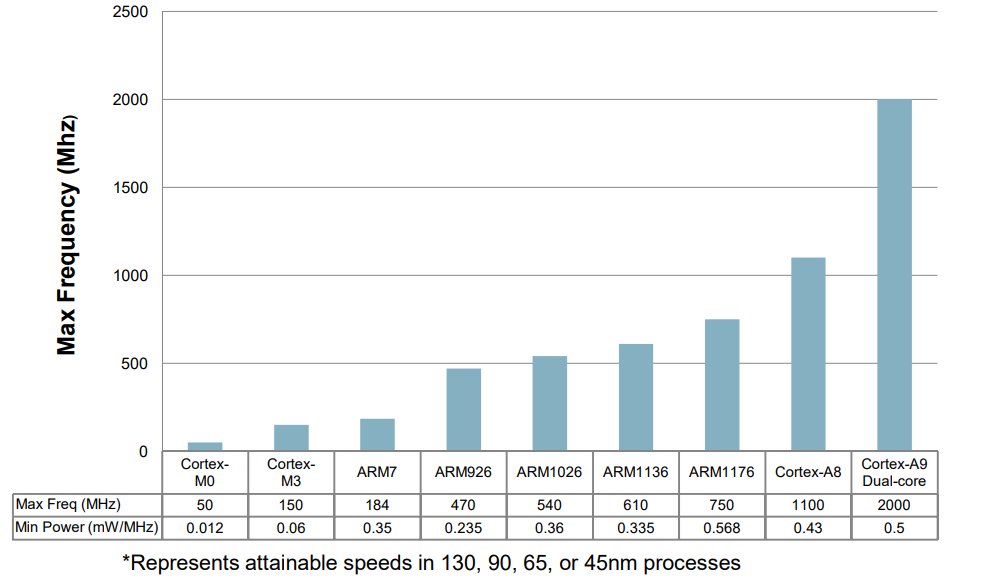 2500
2000
1500
1000
500
0
Max Frequency (Mhz)
Cortex-M0 Cortex-M3 ARM7 ARM926 ARM1026 ARM1136 ARM1176 Cortex-A8 Cortex-A9 Dual-core
Max Freq (MHz) 50 150 184 470 540 610 750 1100 2000
Min Power (mW/MHz) 0.012 0.06 0.35 0.235 0.36 0.335 0.568 0.43 0.5
*Represents attainable speeds in 130, 90, 65, or 45nm processes